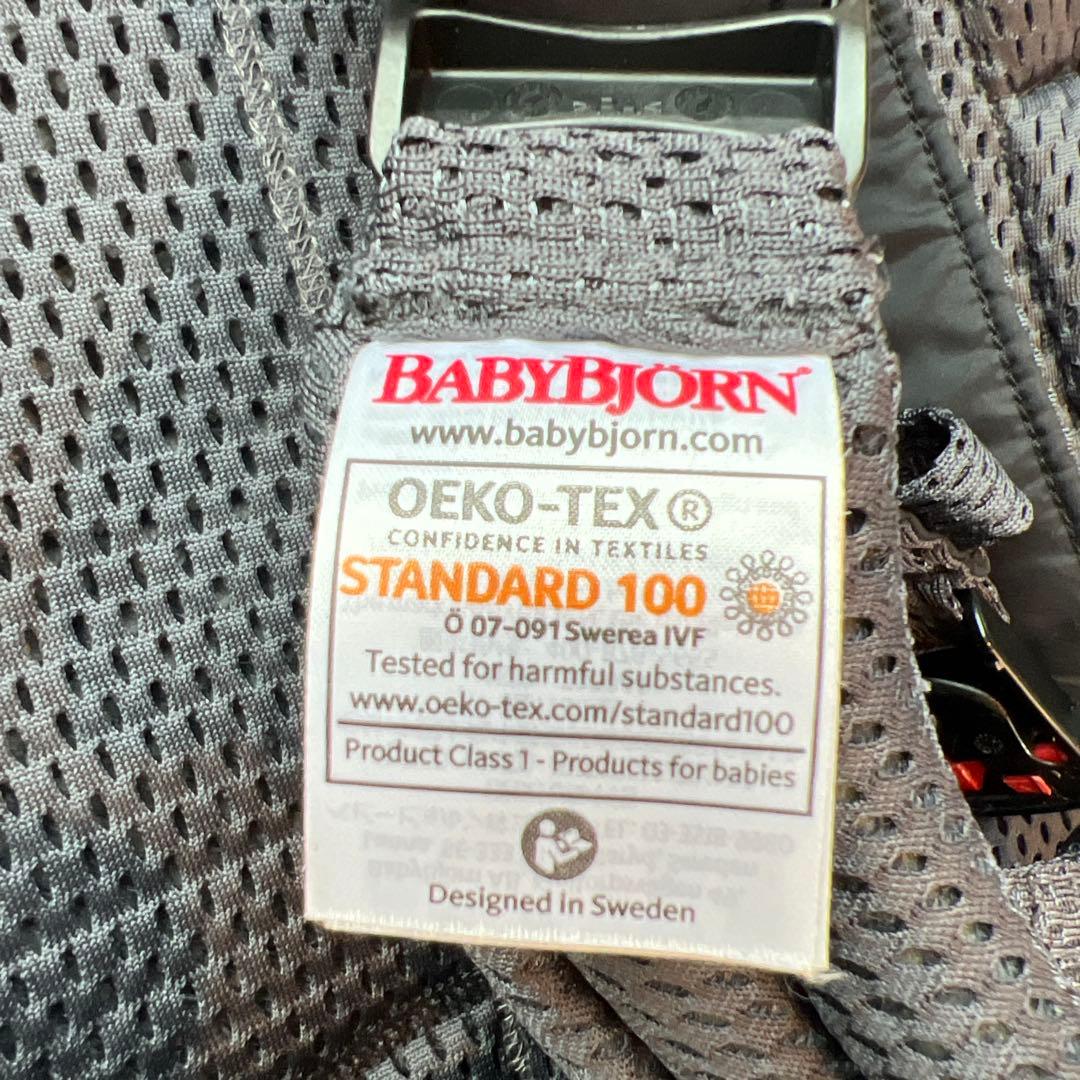 BABYBJÖRN®
www.babybjorn.com
OEKO-TEX®
CONFIDENCE IN TEXTILES
STANDARD 100
Ö 07-091 Swerea IVF
Tested for harmful substances.
www.oeko-tex.com/standard100
Product Class 1 - Products for babies
Designed in Sweden